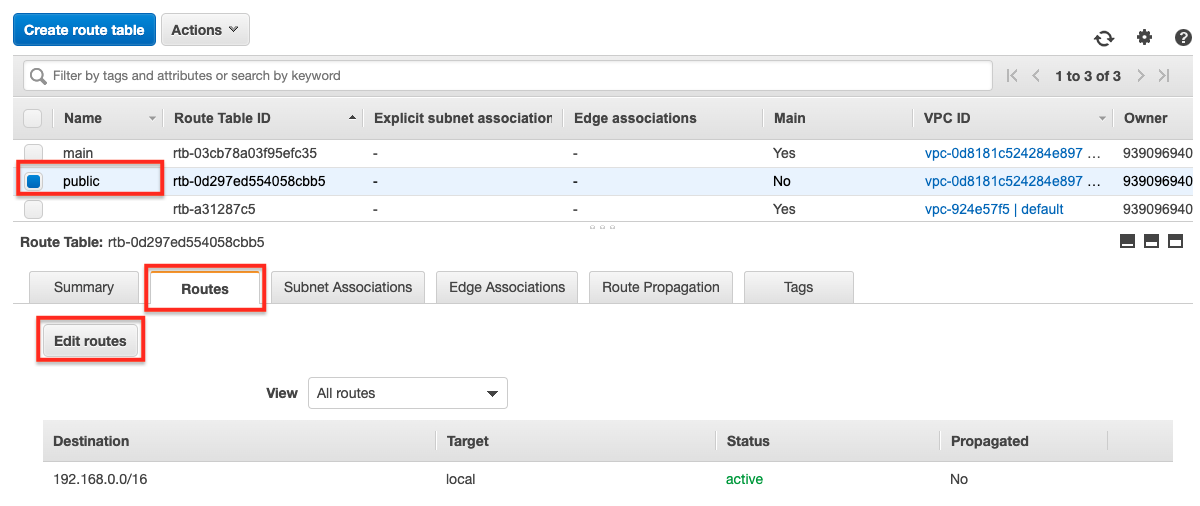 Create route table Actions
Filter by tags and attributes or search by keyword 1 to 3 of 3
Name Route Table ID Explicit subnet association Edge associations Main VPC ID Owner
main rtb-03cb78a03f95efc35 - - Yes vpc-0d8181c524284e897 ... 939096940
public rtb-0d297ed554058cbb5 - - No vpc-0d8181c524284e897 ... 939096940
rtb-a31287c5 - - Yes vpc-924e57f5 | default 939096940
Route Table: rtb-0d297ed554058cbb5
Summary Routes Subnet Associations Edge Associations Route Propagation Tags
Edit routes
View All routes
Destination Target Status Propagated
192.168.0.0/16 local active No